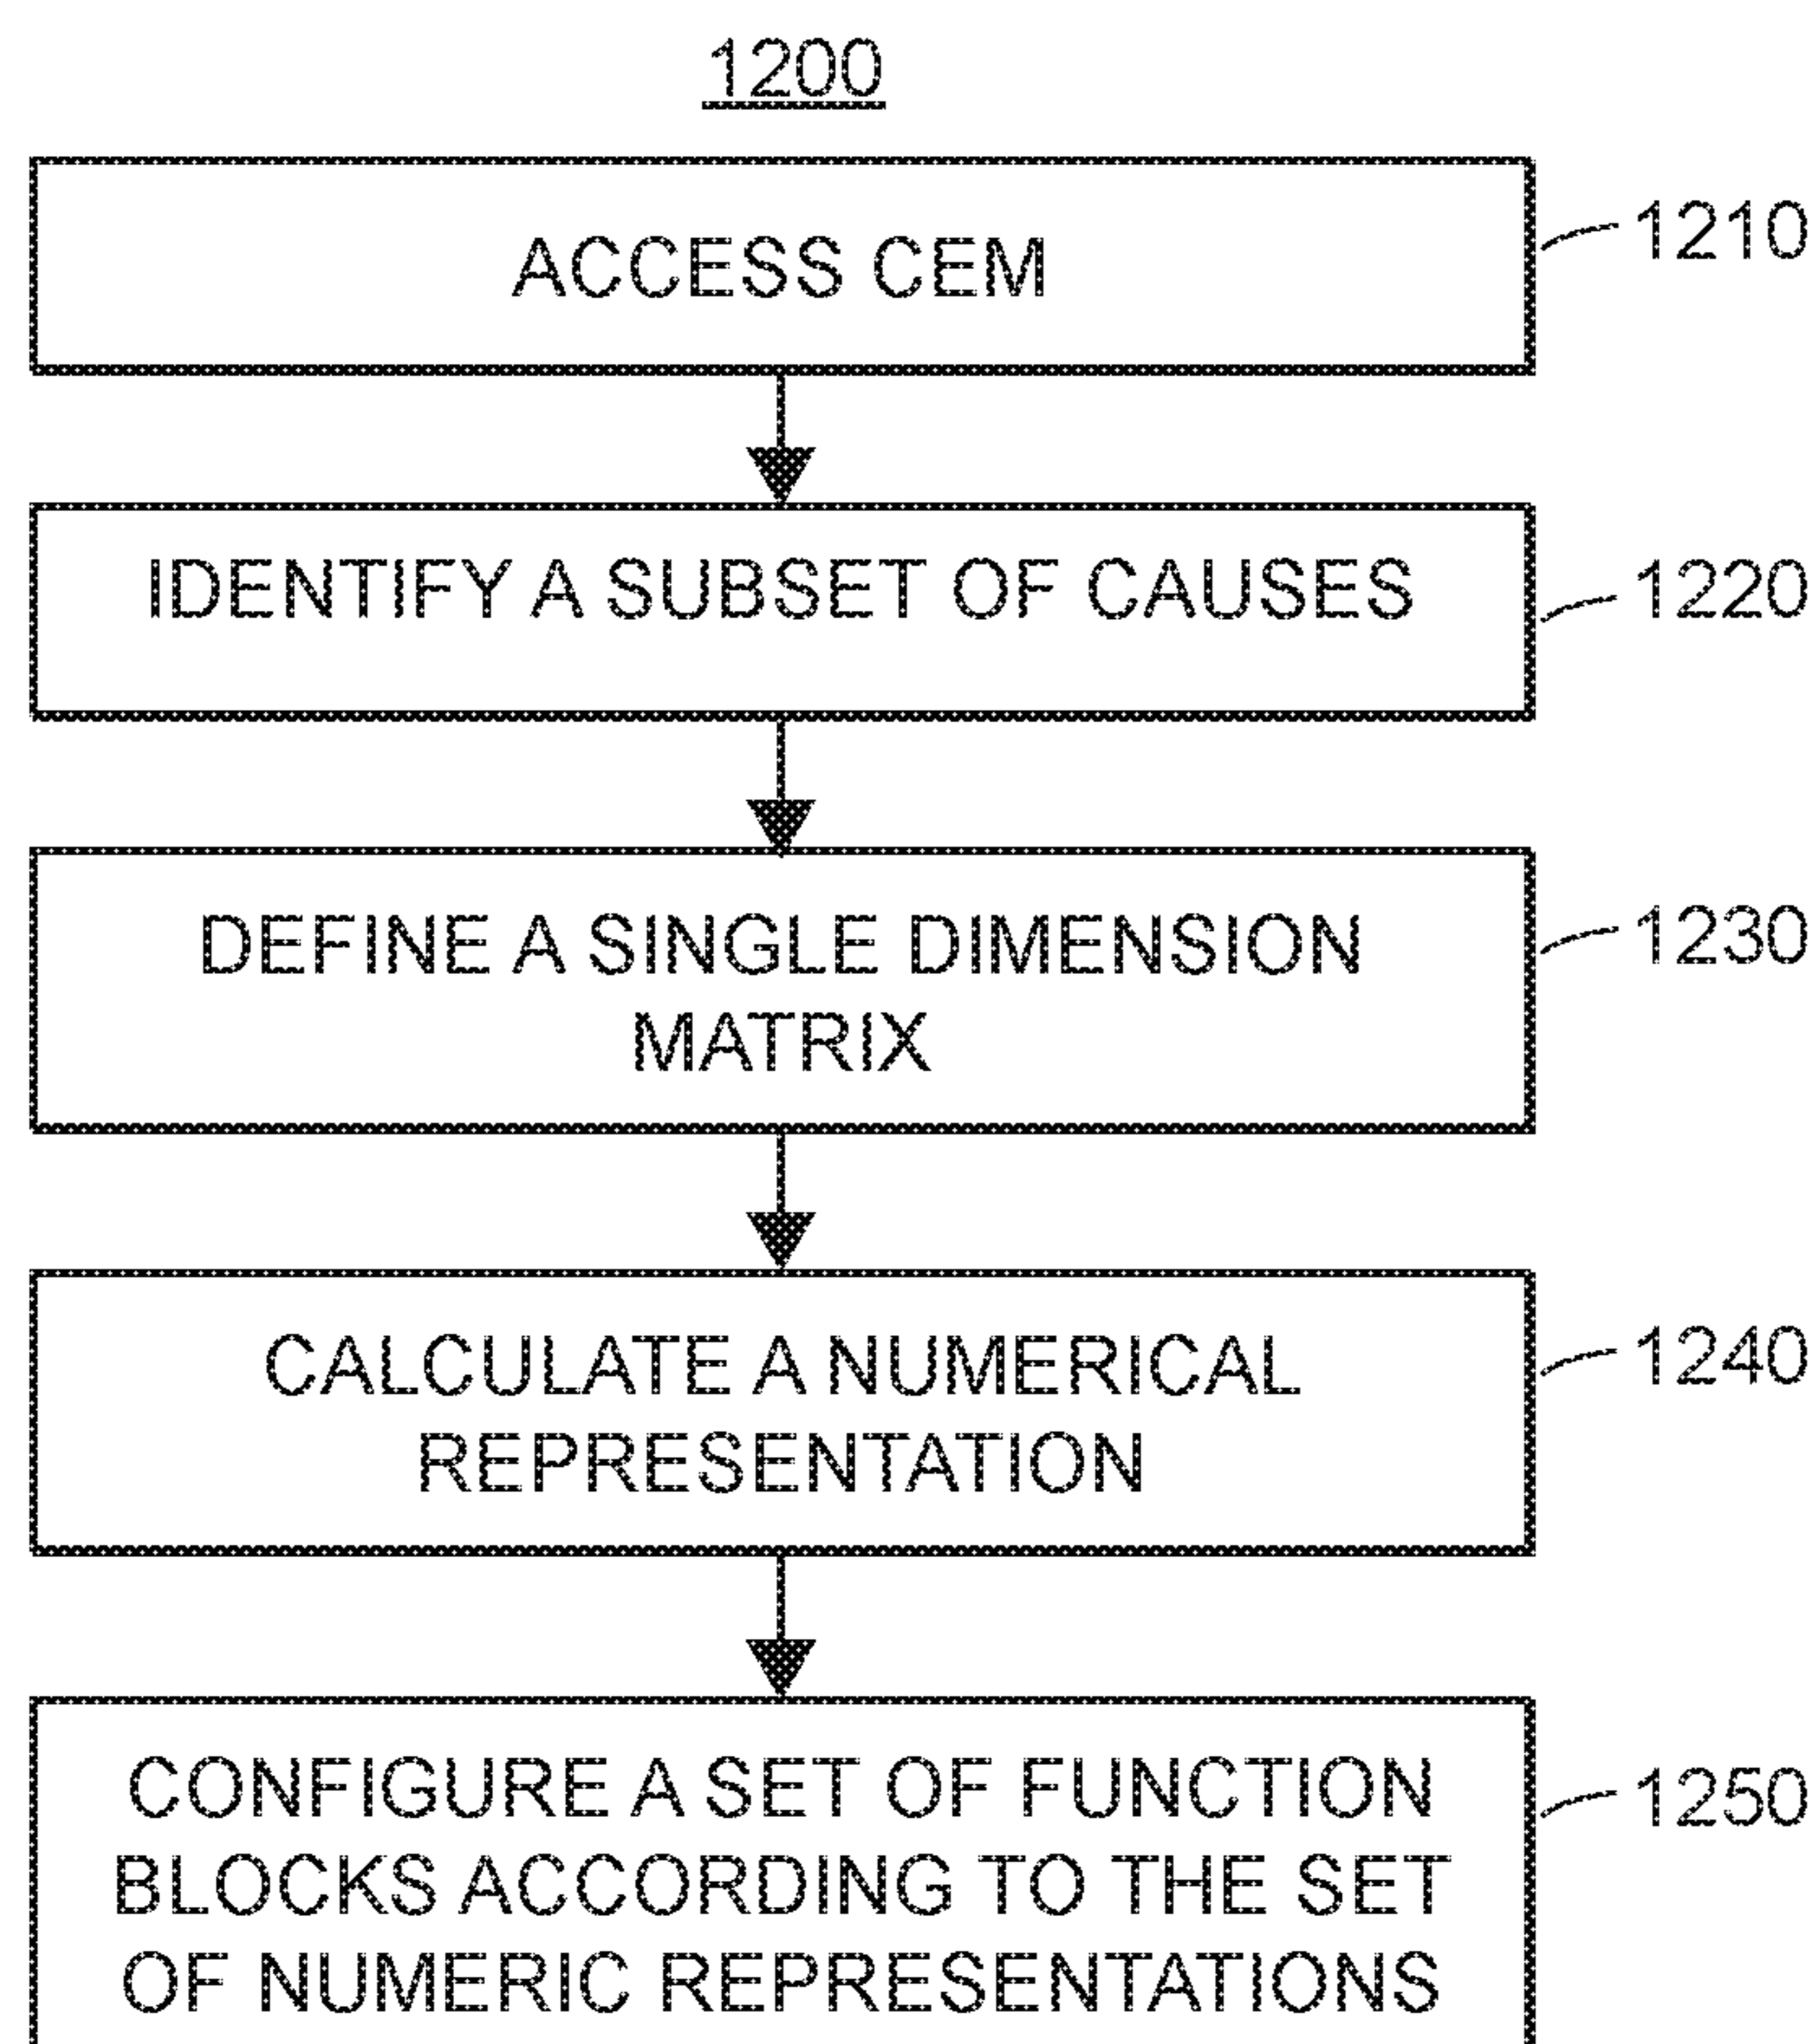 1200
ACCESS CEM
1210
IDENTIFY A SUBSET OF CAUSES
1220
DEFINE A SINGLE DIMENSION
MATRIX
1230
CALCULATE A NUMERICAL
REPRESENTATION
1240
CONFIGURE A SET OF FUNCTION
BLOCKS ACCORDING TO THE SET
OF NUMERIC REPRESENTATIONS
1250